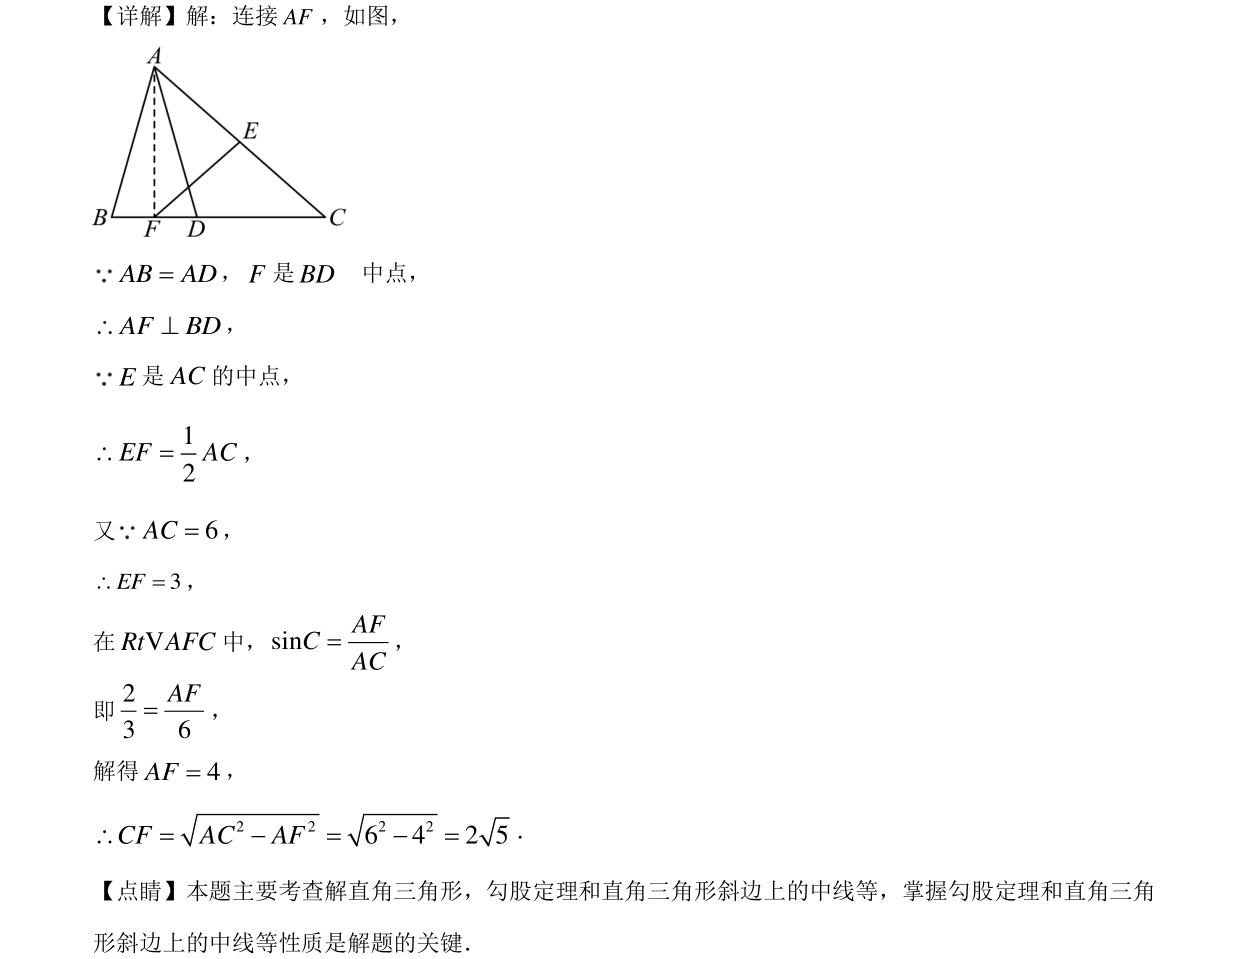 【详解】解：连接 AF，如图，
A
E
B
F
D
C
∵AB = AD，F 是 BD 中点，
∴AF ⊥ BD，
∵E 是 AC 的中点，
∴EF = 1/2 AC，
又∵AC = 6，
∴EF = 3，
在 RtVAFC 中，sinC = AF/AC，
即 2/3 = AF/6，
解得 AF = 4，
∴CF = √(AC² − AF²) = √(6² − 4²) = 2√5．
【点睛】本题主要考查解直角三角形，勾股定理和直角三角形斜边上的中线等，掌握勾股定理和直角三角
形斜边上的中线等性质是解题的关键．